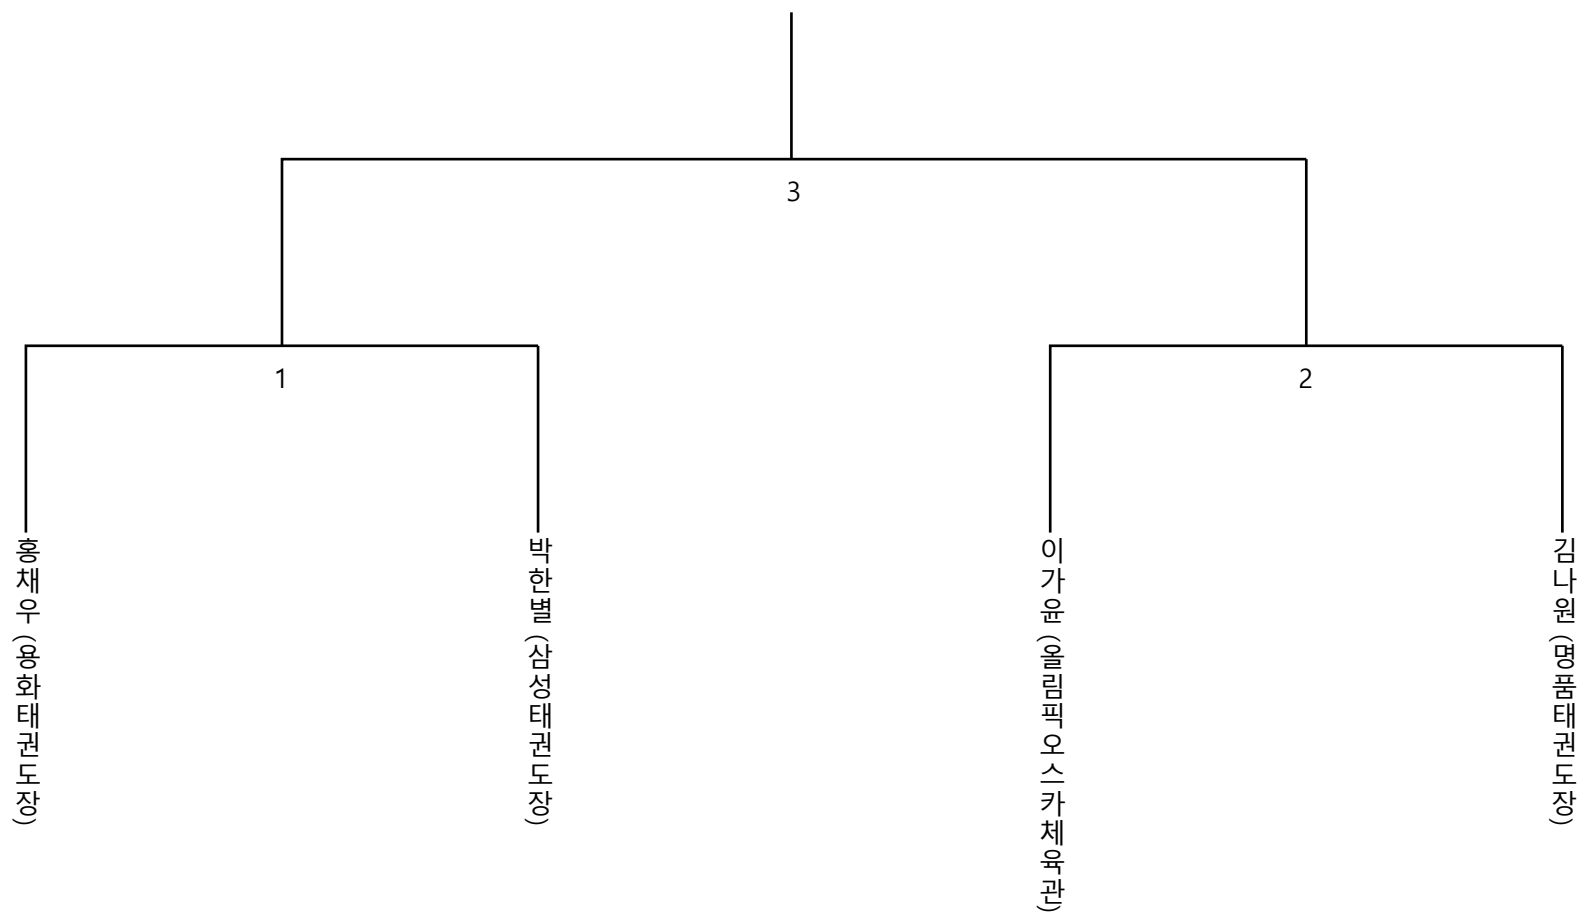 3
1
2
홍채우 (용화태권도장)
박한별 (삼성태권도장)
이가윤 (올림픽오스카체육관)
김나원 (명품태권도장)